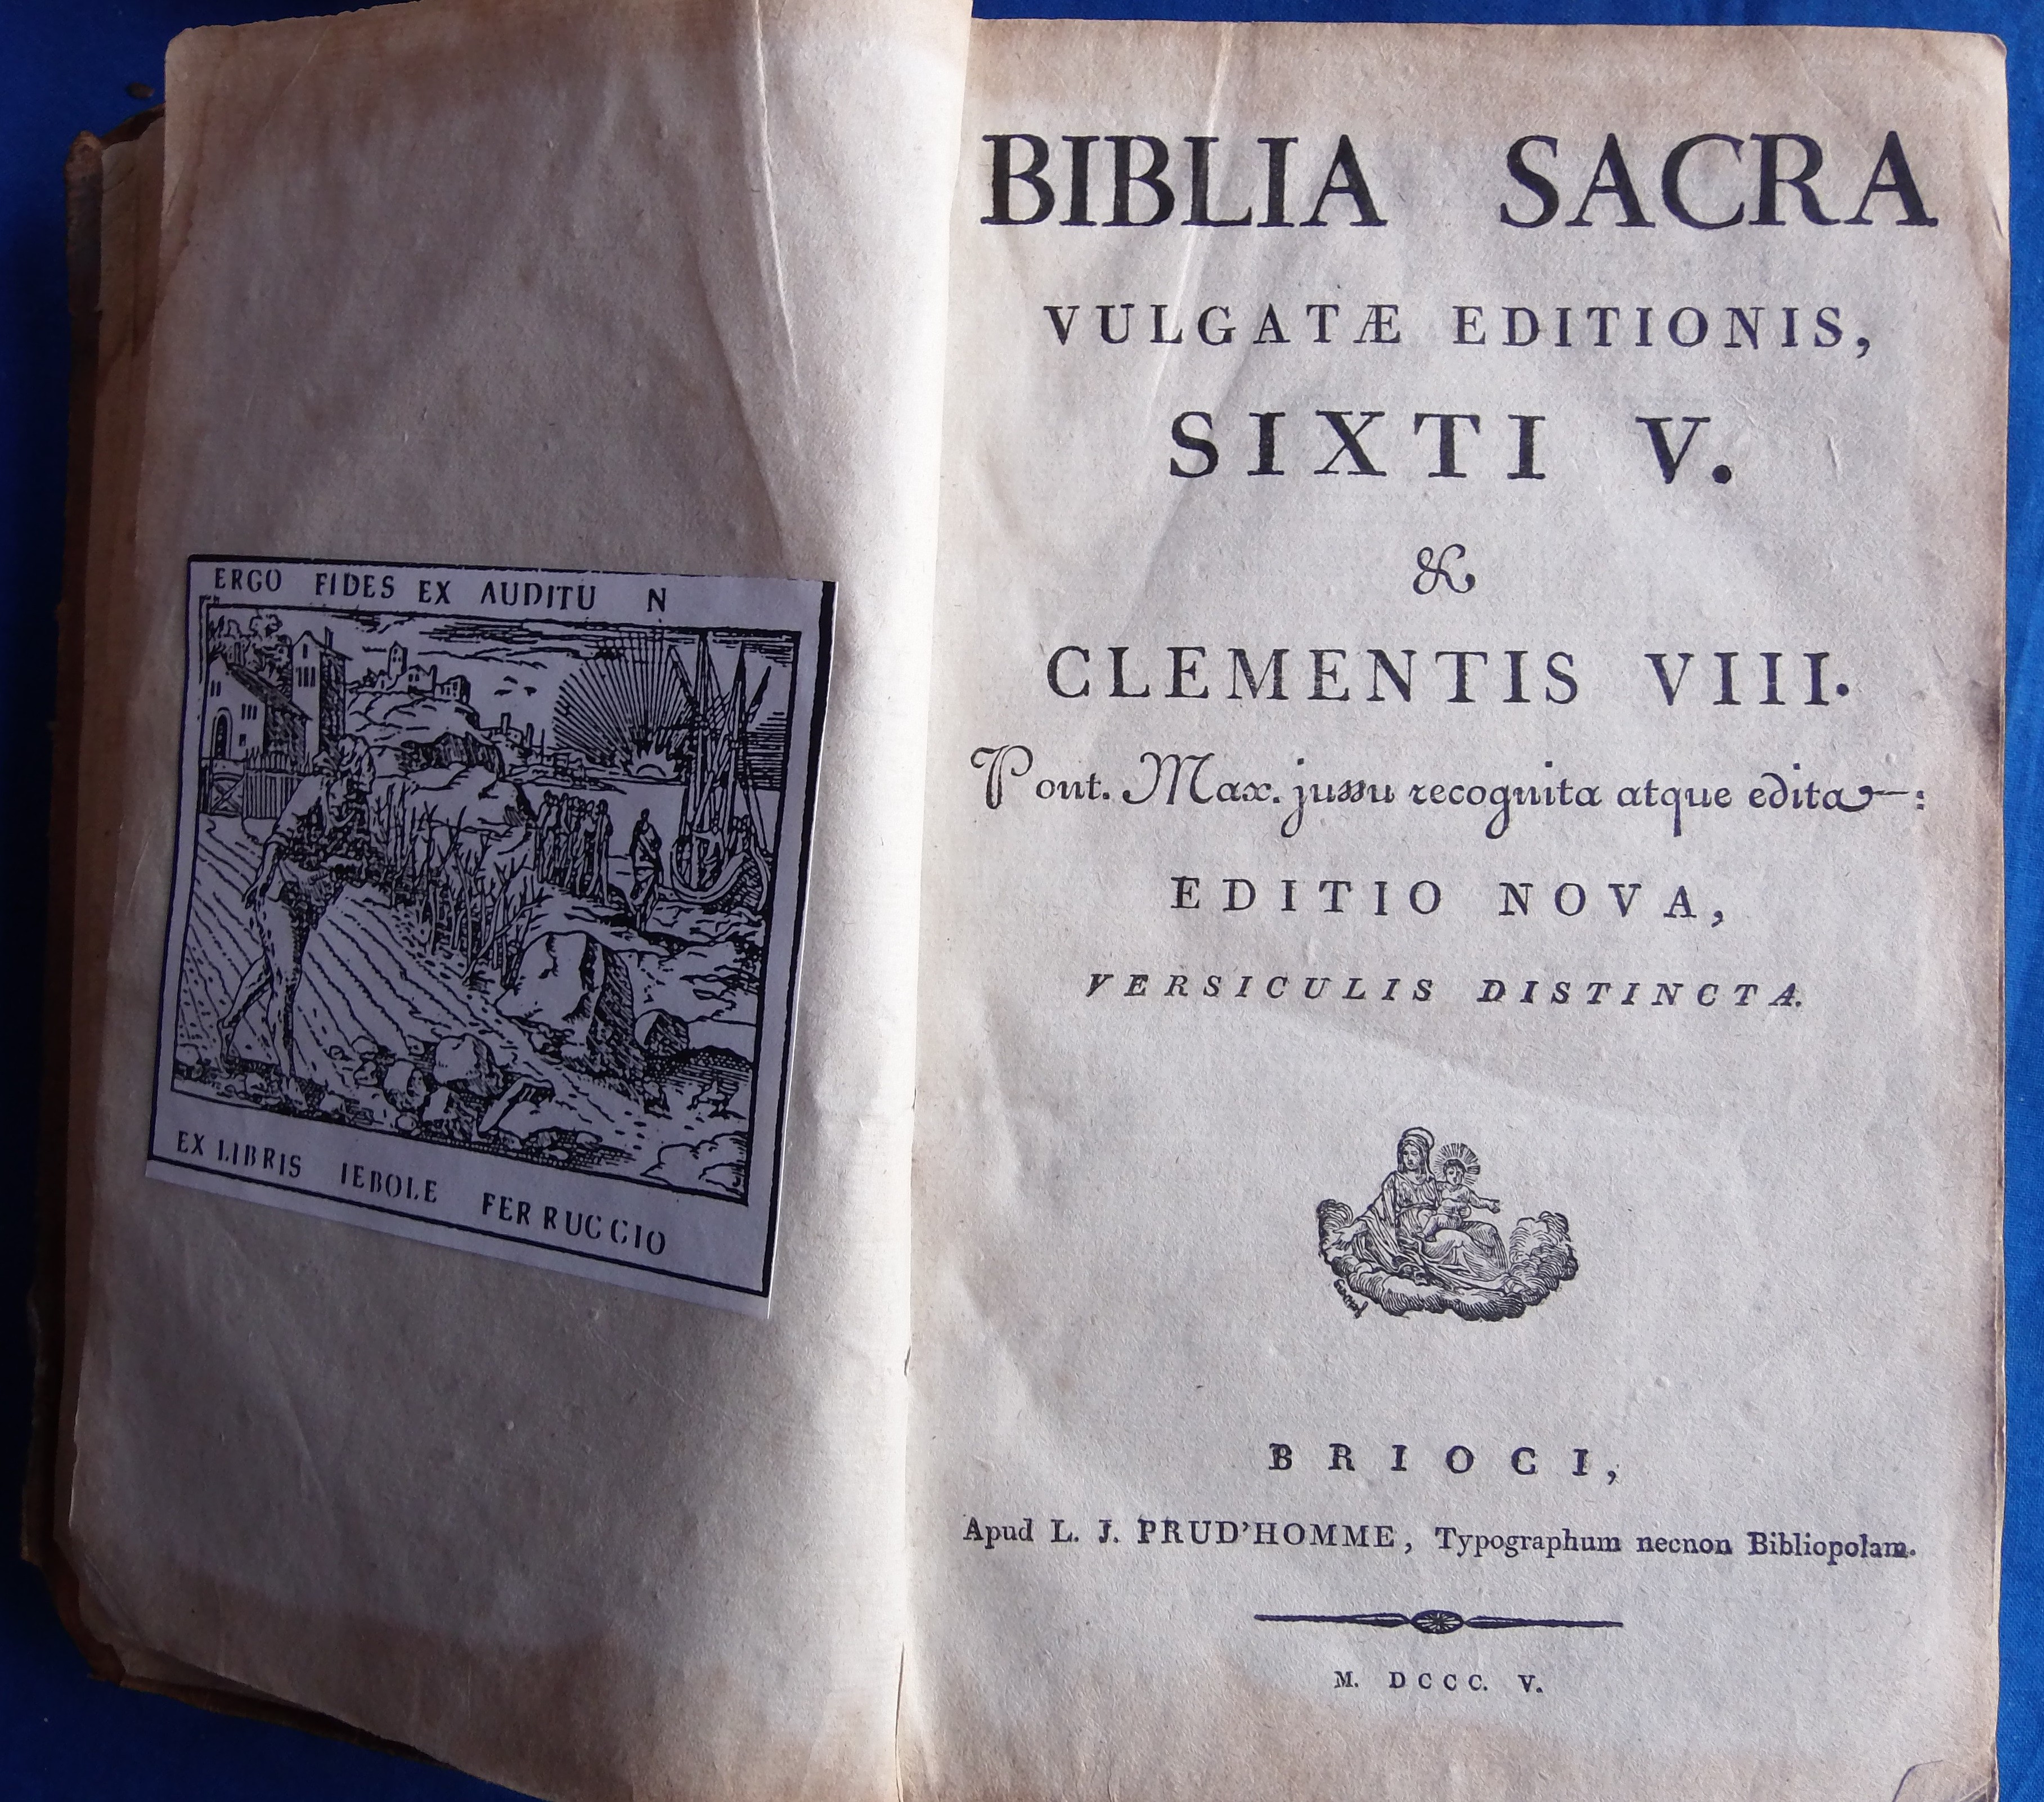 ERGO FIDES EX AUDITU N
EX LIBRIS IEBOLE FERRUCCIO
BIBLIA SACRA
VULGATÆ EDITIONIS,
SIXTI V.
&
CLEMENTIS VIII.
Pont. Max. jussu recognita atque edita :
EDITIO NOVA,
VERSICULIS DISTINCTA.
BRIOCI,
Apud L. J. PRUD'HOMME, Typographum necnon Bibliopolam.
M. DCCC. V.